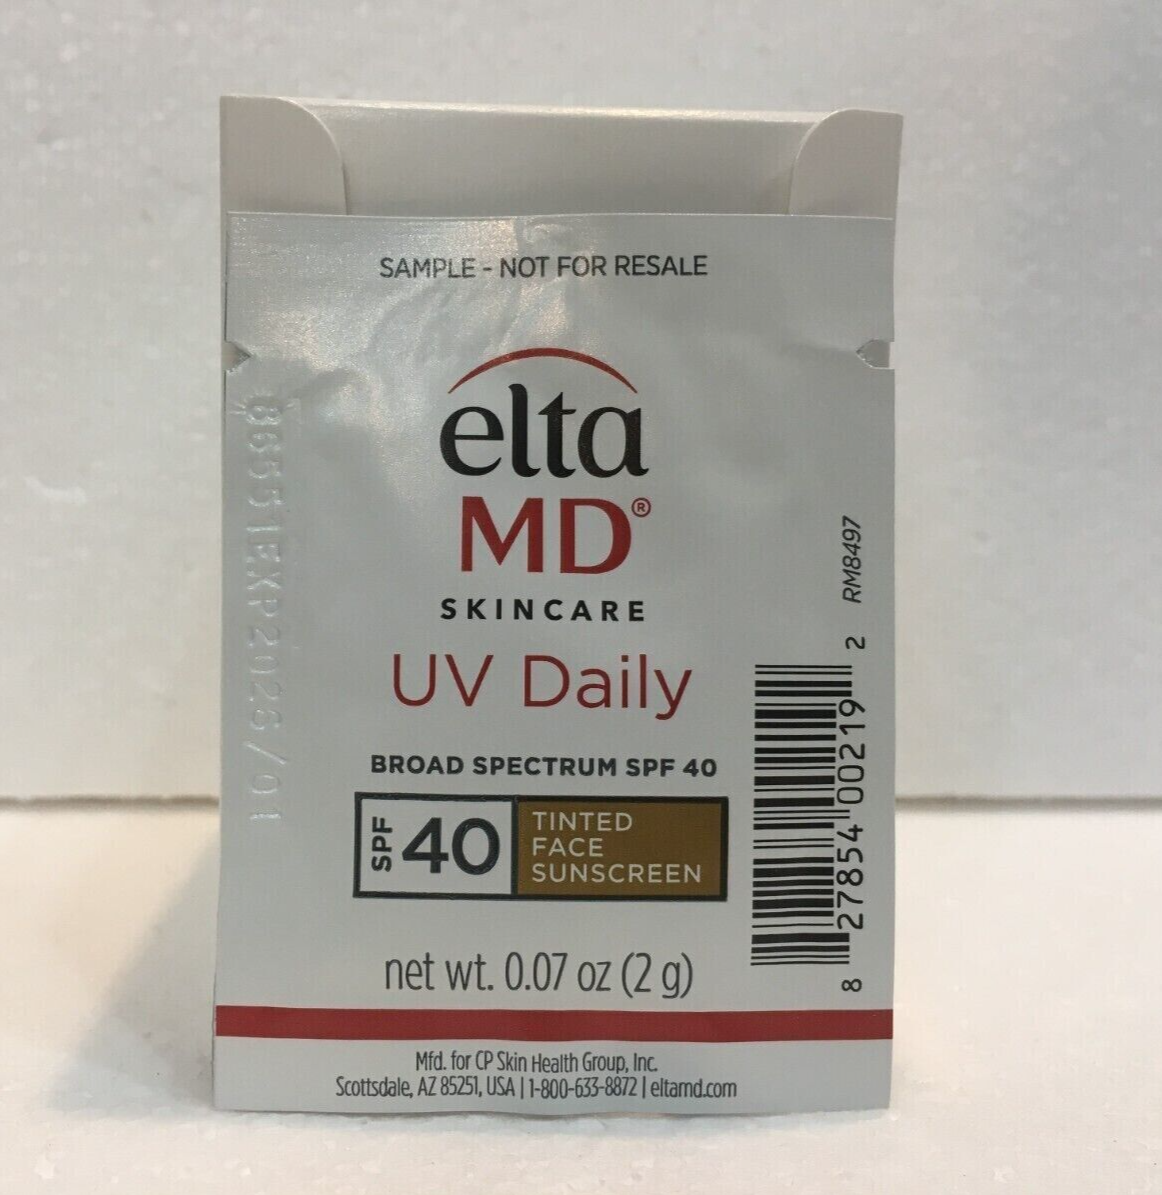 SAMPLE - NOT FOR RESALE
elta
MD®
SKINCARE
UV Daily
BROAD SPECTRUM SPF 40
SPF 40
TINTED
FACE
SUNSCREEN
net wt. 0.07 oz (2 g)
Mfd. for CP Skin Health Group, Inc.
Scottsdale, AZ 85251, USA | 1-800-633-8872 | eltamd.com
8 27854 00219 2
RM8497